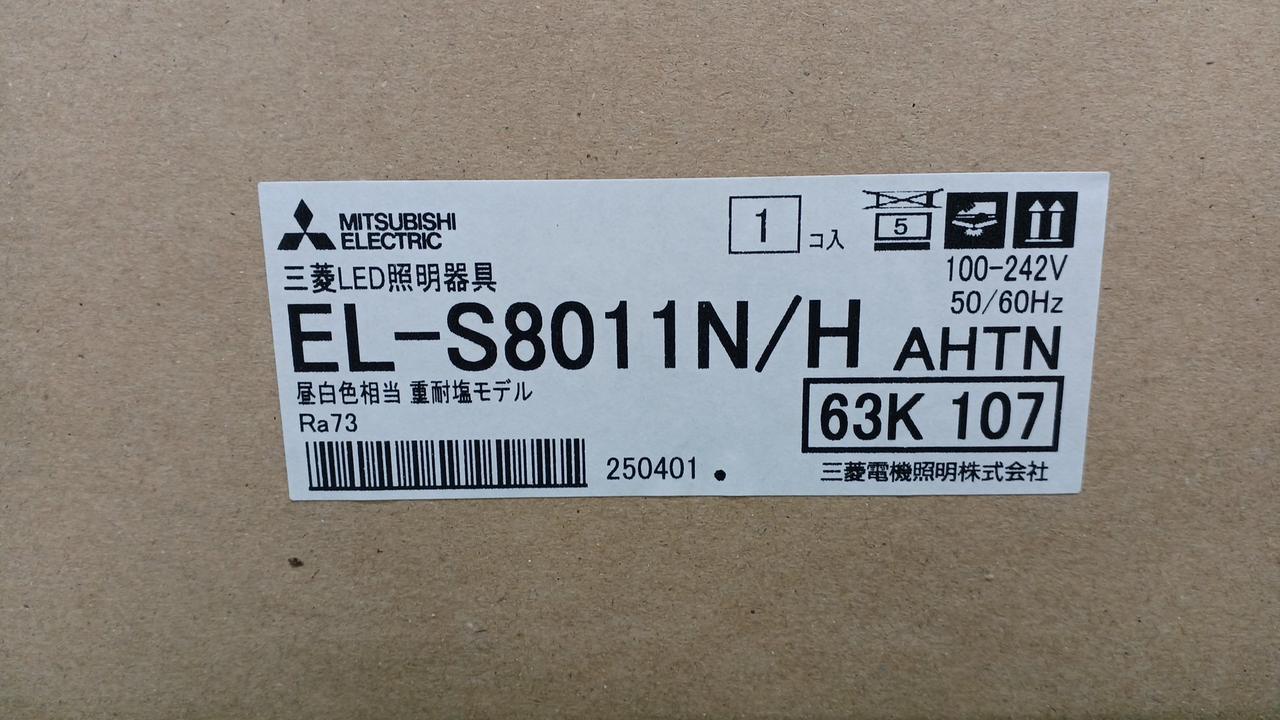 MITSUBISHI
ELECTRIC
1 コ入
5
三菱LED照明器具
100-242V
50/60Hz
EL-S8011N/H AHTN
昼白色相当 重耐塩モデル
Ra73
63K 107
250401 .
三菱電機照明株式会社